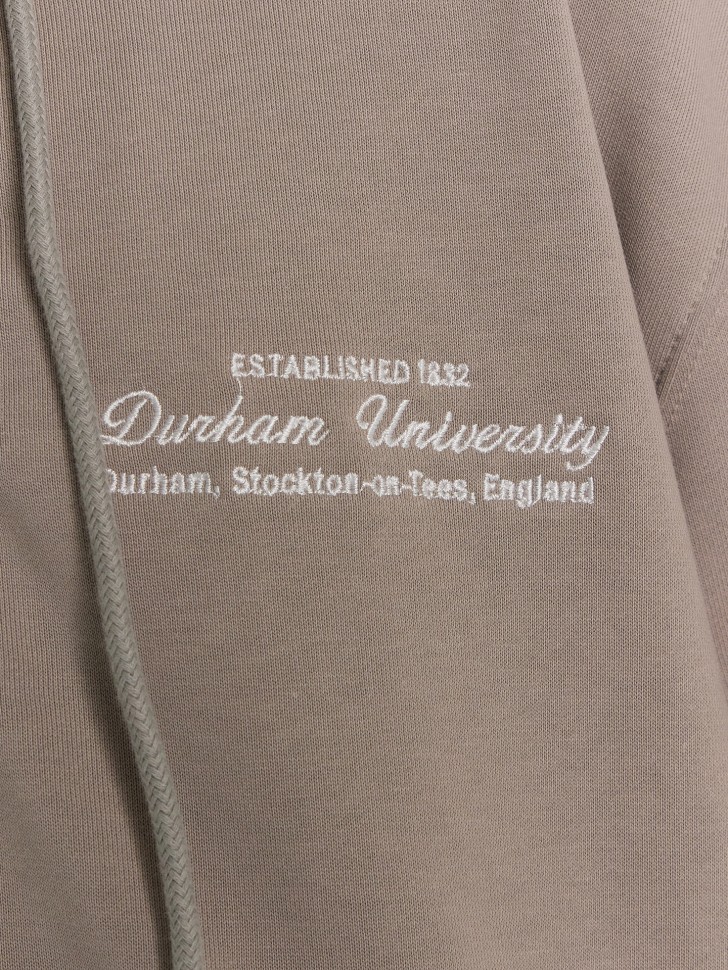 ESTABLISHED 1832
Durham University
Durham, Stockton-on-Tees, England